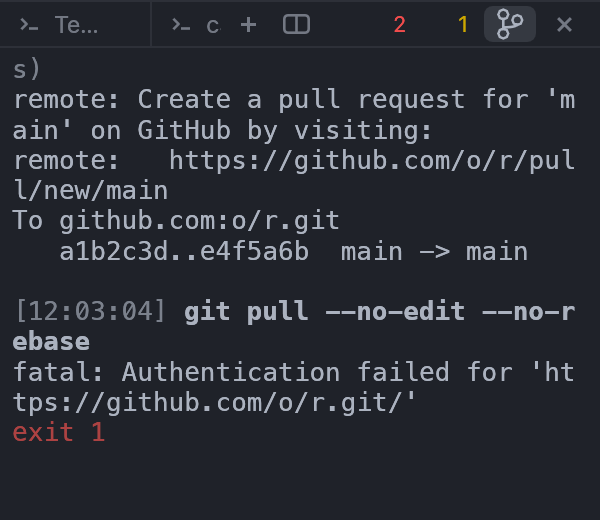 Te...
c
2
1
s)
remote: Create a pull request for 'm
ain' on GitHub by visiting:
remote:   https://github.com/o/r/pul
l/new/main
To github.com:o/r.git
   a1b2c3d..e4f5a6b  main -> main
[12:03:04] git pull --no-edit --no-r
ebase
fatal: Authentication failed for 'ht
tps://github.com/o/r.git/'
exit 1